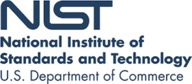 NIST
National Institute of
Standards and Technology
U.S. Department of Commerce